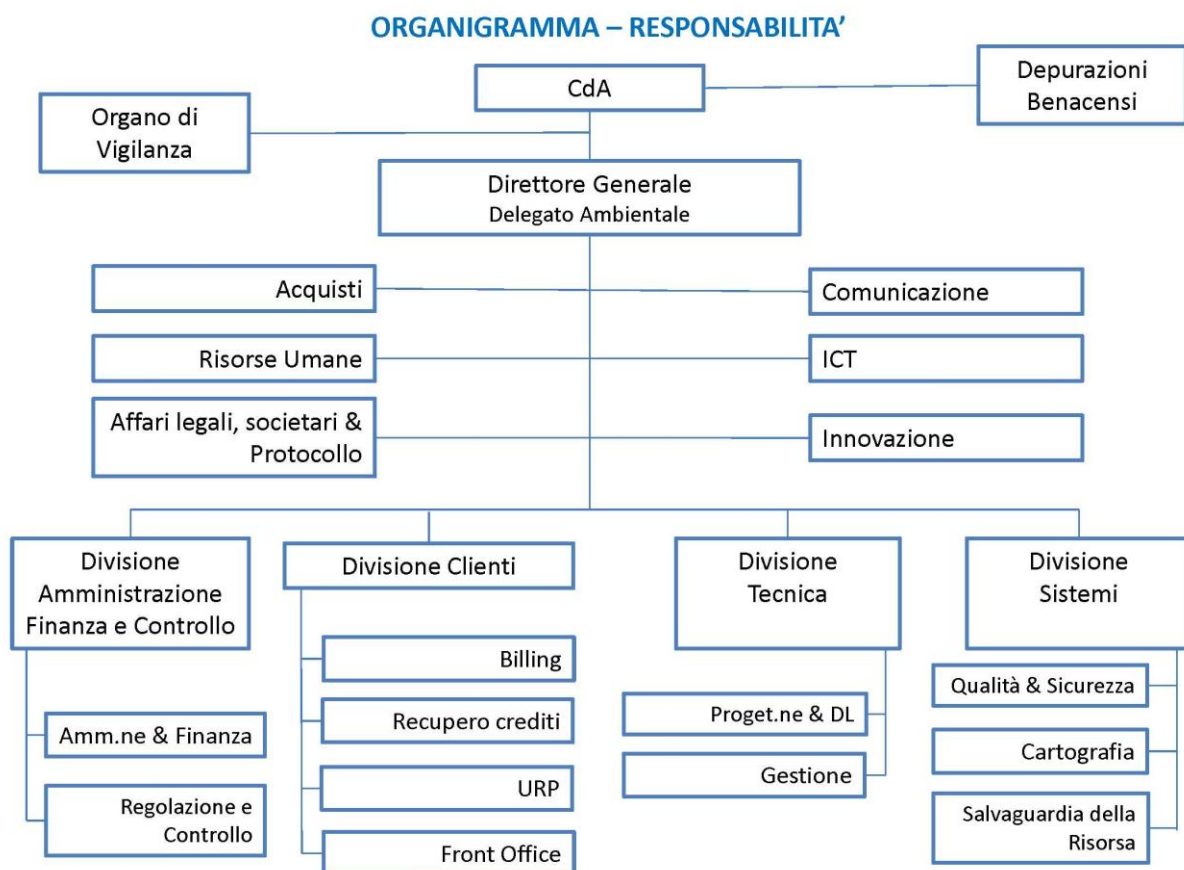 ORGANIGRAMMA – RESPONSABILITA’
CdA
Depurazioni
Benacensi
Organo di
Vigilanza
Direttore Generale
Delegato Ambientale
Acquisti
Comunicazione
Risorse Umane
ICT
Affari legali, societari &
Protocollo
Innovazione
Divisione
Amministrazione
Finanza e Controllo
Divisione Clienti
Divisione
Tecnica
Divisione
Sistemi
Amm.ne & Finanza
Regolazione e
Controllo
Billing
Recupero crediti
URP
Front Office
Proget.ne & DL
Gestione
Qualità & Sicurezza
Cartografia
Salvaguardia della
Risorsa